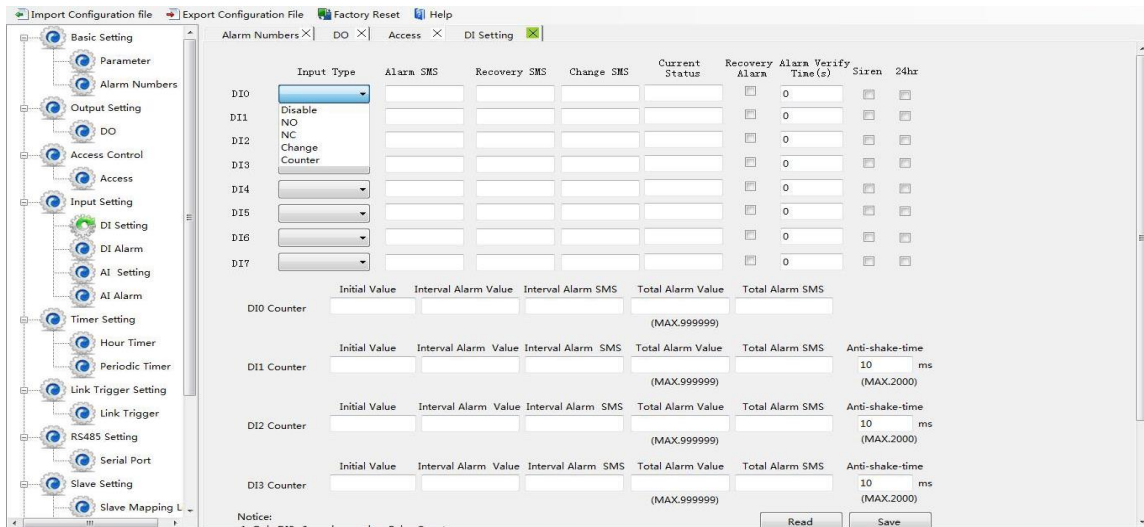 Import Configuration file Export Configuration File Factory Reset Help
Basic Setting
Parameter
Alarm Numbers
Output Setting
DO
Access Control
Access
Input Setting
DI Setting
DI Alarm
AI Setting
AI Alarm
Timer Setting
Hour Timer
Periodic Timer
Link Trigger Setting
Link Trigger
RS485 Setting
Serial Port
Slave Setting
Slave Mapping L
Alarm Numbers DO Access DI Setting
Input Type Alarm SMS Recovery SMS Change SMS Current Status Recovery Alarm Alarm Verify Time(s) Siren 24hr
DI0 0
Disable
NO
NC
Change
Counter
DI1 0
DI2 0
DI3 0
DI4 0
DI5 0
DI6 0
DI7 0
Initial Value Interval Alarm Value Interval Alarm SMS Total Alarm Value Total Alarm SMS
DI0 Counter
(MAX.999999)
Initial Value Interval Alarm Value Interval Alarm SMS Total Alarm Value Total Alarm SMS Anti-shake-time
DI1 Counter 10 ms
(MAX.999999) (MAX.2000)
Initial Value Interval Alarm Value Interval Alarm SMS Total Alarm Value Total Alarm SMS Anti-shake-time
DI2 Counter 10 ms
(MAX.999999) (MAX.2000)
Initial Value Interval Alarm Value Interval Alarm SMS Total Alarm Value Total Alarm SMS Anti-shake-time
DI3 Counter 10 ms
(MAX.999999) (MAX.2000)
Notice:
Read Save